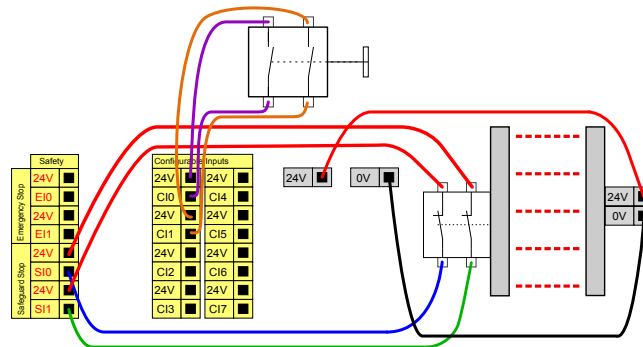 Safety
Emergency Stop
24V
EI0
24V
EI1
Safeguard Stop
24V
SI0
24V
SI1
Configurable Inputs
24V 24V
CI0 CI4
24V 24V
CI1 CI5
24V 24V
CI2 CI6
24V 24V
CI3 CI7
24V
0V
24V
0V